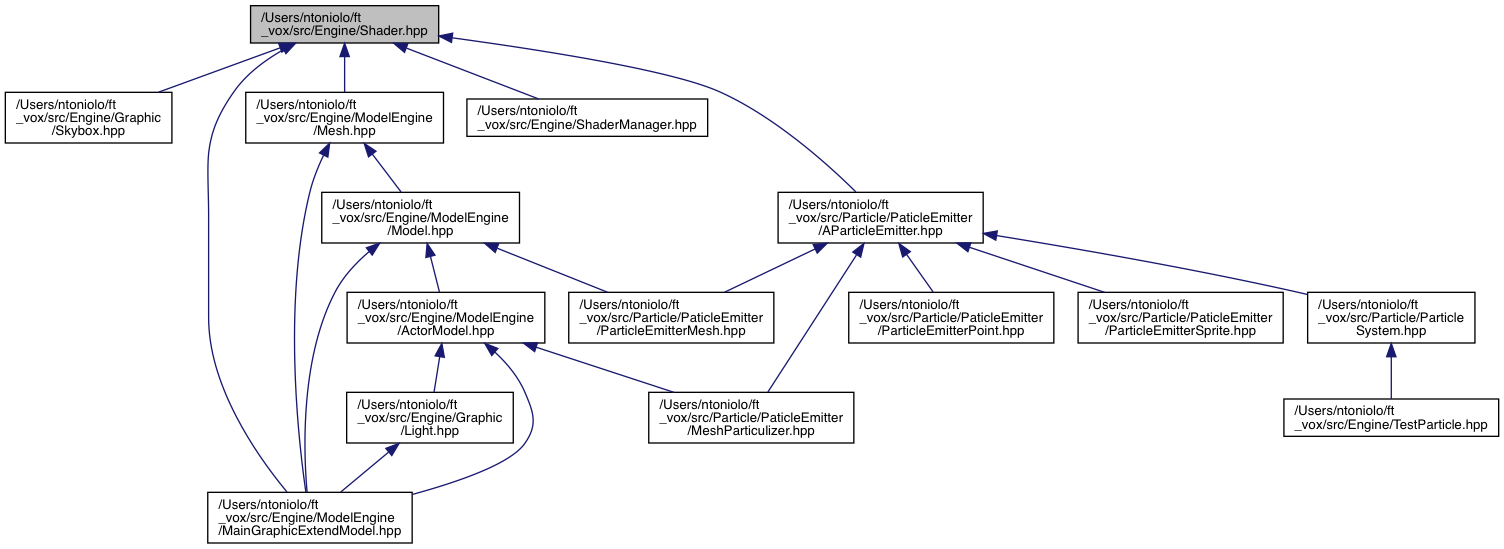 /Users/ntoniolo/ft
_vox/src/Engine/Shader.hpp
/Users/ntoniolo/ft
_vox/src/Engine/Graphic
/Skybox.hpp
/Users/ntoniolo/ft
_vox/src/Engine/ModelEngine
/Mesh.hpp
/Users/ntoniolo/ft
_vox/src/Engine/ShaderManager.hpp
/Users/ntoniolo/ft
_vox/src/Engine/ModelEngine
/Model.hpp
/Users/ntoniolo/ft
_vox/src/Particle/PaticleEmitter
/AParticleEmitter.hpp
/Users/ntoniolo/ft
_vox/src/Engine/ModelEngine
/ActorModel.hpp
/Users/ntoniolo/ft
_vox/src/Particle/PaticleEmitter
/ParticleEmitterMesh.hpp
/Users/ntoniolo/ft
_vox/src/Particle/PaticleEmitter
/ParticleEmitterPoint.hpp
/Users/ntoniolo/ft
_vox/src/Particle/PaticleEmitter
/ParticleEmitterSprite.hpp
/Users/ntoniolo/ft
_vox/src/Particle/Particle
System.hpp
/Users/ntoniolo/ft
_vox/src/Engine/Graphic
/Light.hpp
/Users/ntoniolo/ft
_vox/src/Particle/PaticleEmitter
/MeshParticulizer.hpp
/Users/ntoniolo/ft
_vox/src/Engine/TestParticle.hpp
/Users/ntoniolo/ft
_vox/src/Engine/ModelEngine
/MainGraphicExtendModel.hpp